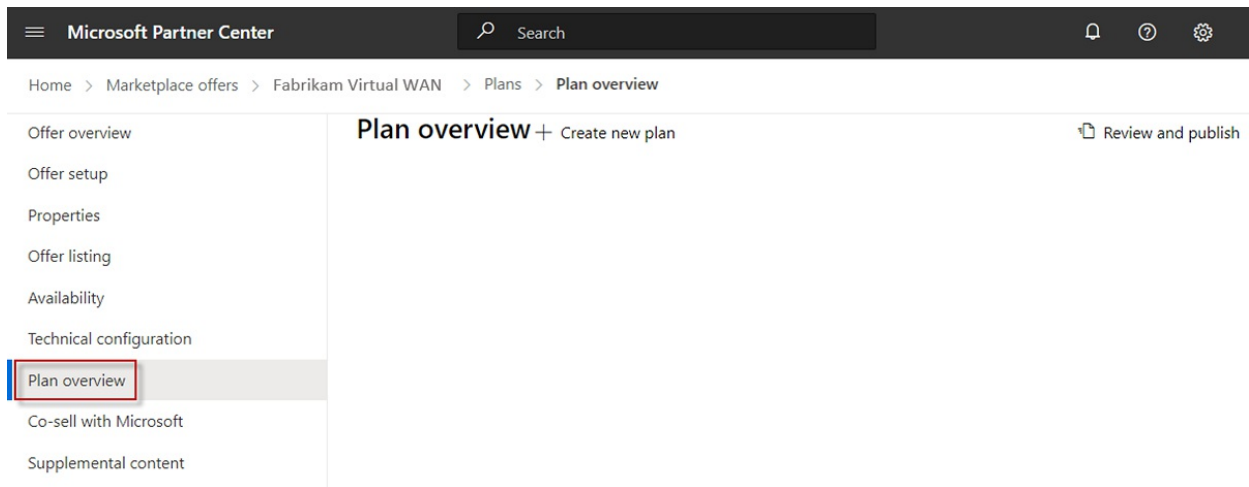 Microsoft Partner Center
Search
Home > Marketplace offers > Fabrikam Virtual WAN > Plans > Plan overview
Offer overview
Plan overview + Create new plan
Review and publish
Offer setup
Properties
Offer listing
Availability
Technical configuration
Plan overview
Co-sell with Microsoft
Supplemental content